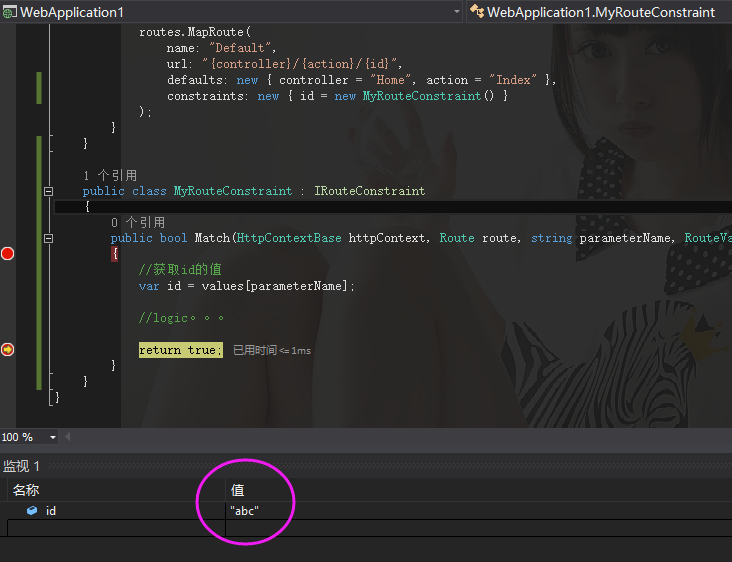 WebApplication1 WebApplication1.MyRouteConstraint
routes.MapRoute(
name: "Default",
url: "{controller}/{action}/{id}",
defaults: new { controller = "Home", action = "Index" },
constraints: new { id = new MyRouteConstraint() }
);
}
}
1 个引用
public class MyRouteConstraint : IRouteConstraint
{
0 个引用
public bool Match(HttpContextBase httpContext, Route route, string parameterName, RouteVa
{
//获取id的值
var id = values[parameterName];
//logic。。。
return true; 已用时间 <= 1ms
}
}
}
100 %
监视 1
名称 值
id "abc"